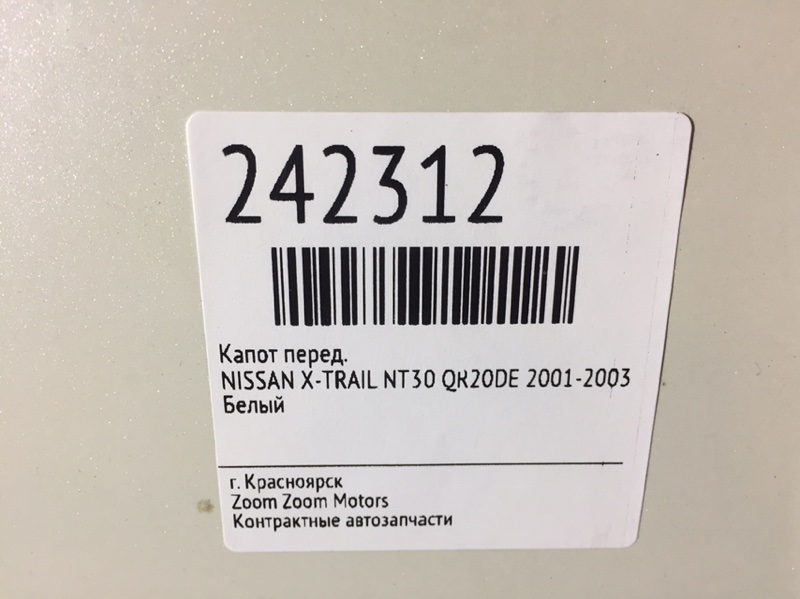 242312
Капот перед.
NISSAN X-TRAIL NT30 QR20DE 2001-2003
Белый
г. Красноярск
Zoom Zoom Motors
Контрактные автозапчасти